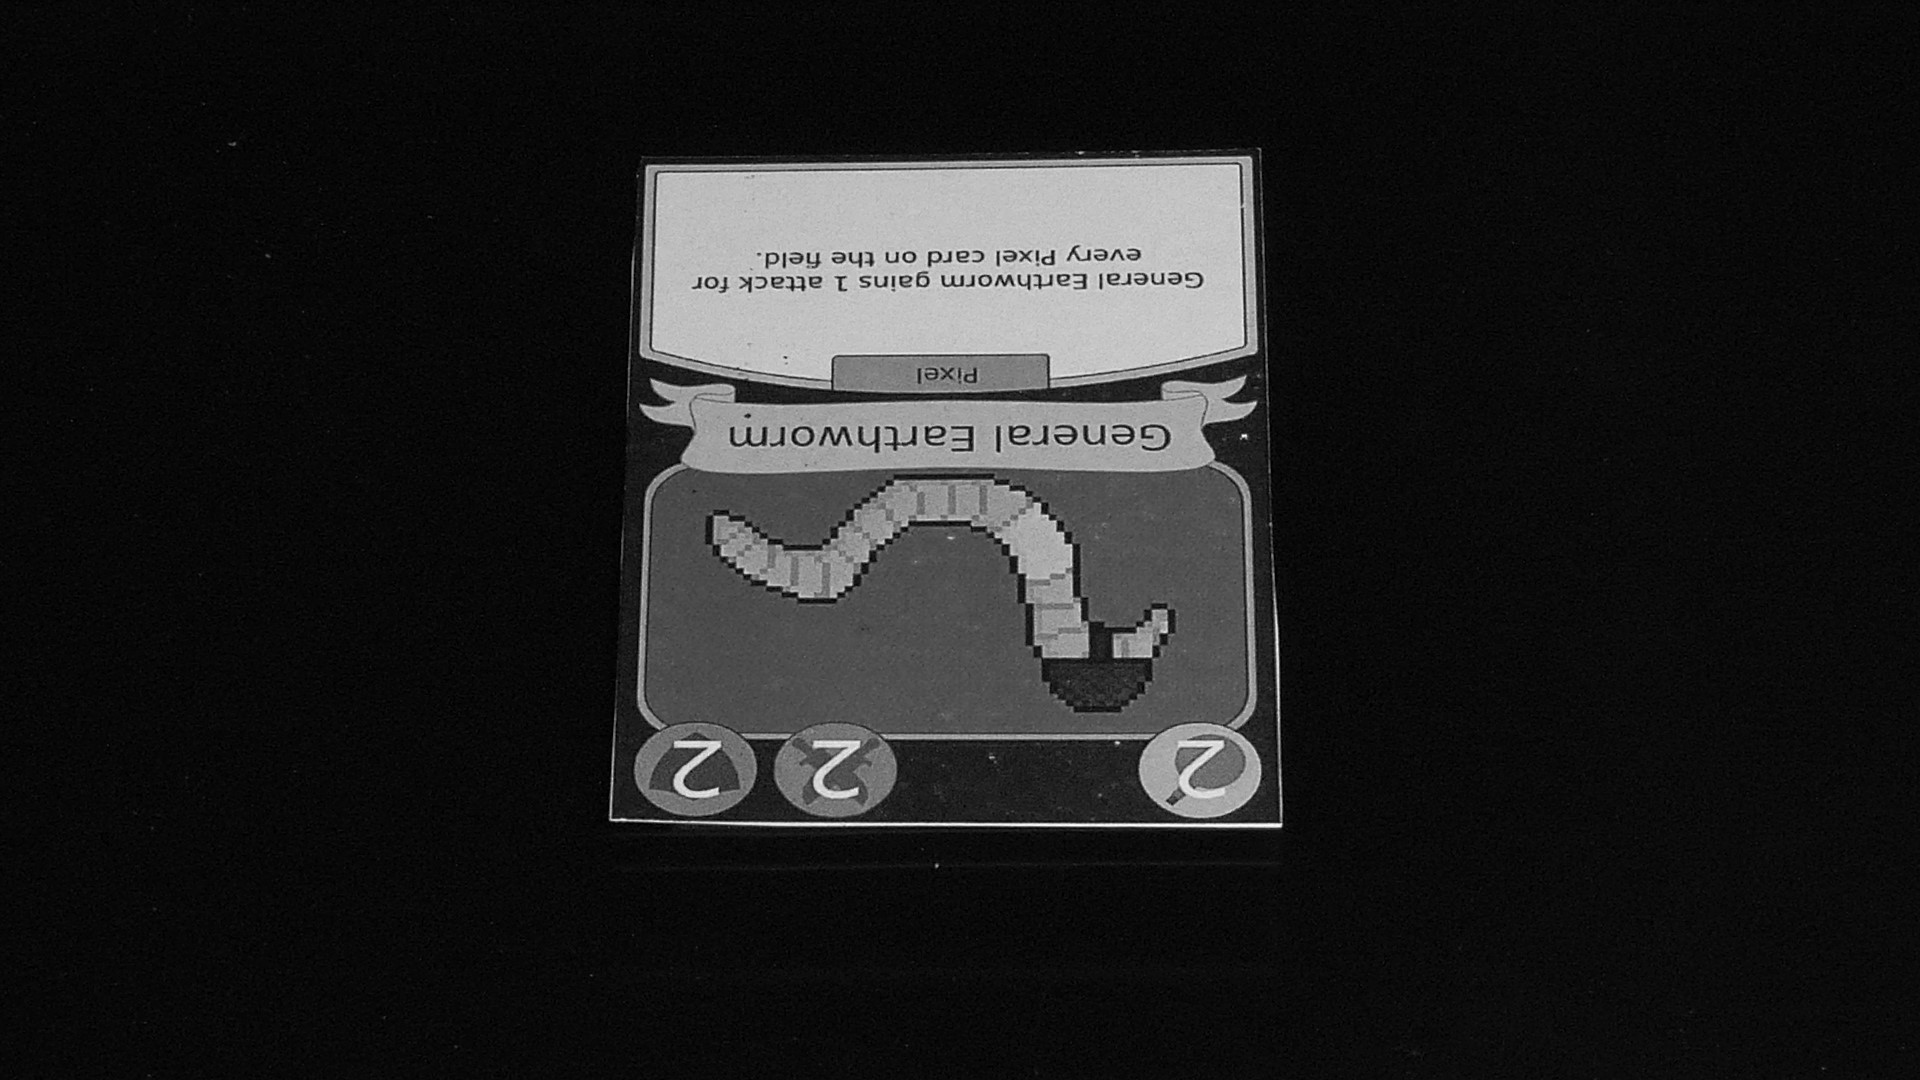 2 2 2
General Earthworm
Pixel
General Earthworm gains 1 attack for
every Pixel card on the field.